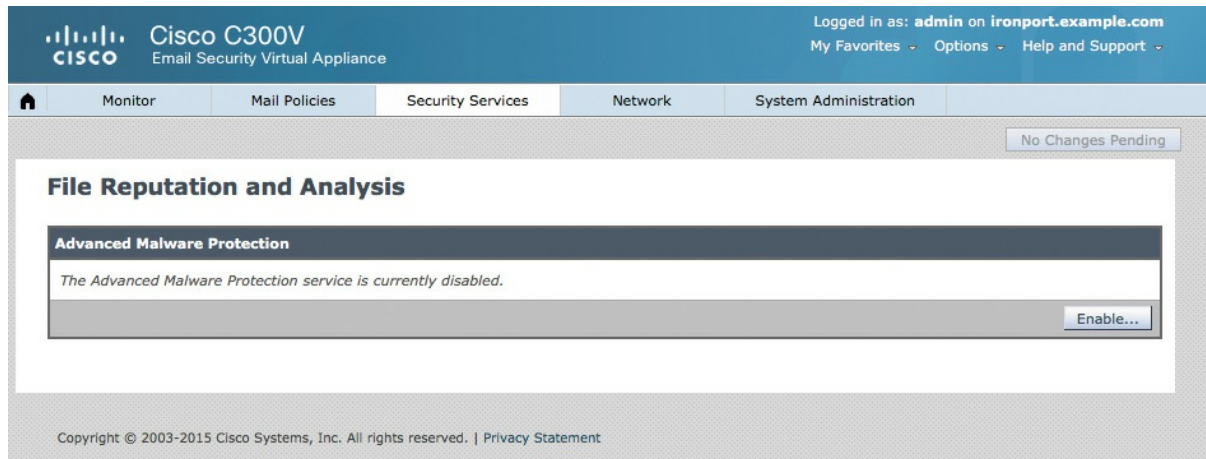 Logged in as: admin on ironport.example.com
My Favorites Options Help and Support
CISCO
Cisco C300V
Email Security Virtual Appliance
Monitor Mail Policies Security Services Network System Administration
No Changes Pending
File Reputation and Analysis
Advanced Malware Protection
The Advanced Malware Protection service is currently disabled.
Enable...
Copyright © 2003-2015 Cisco Systems, Inc. All rights reserved. | Privacy Statement